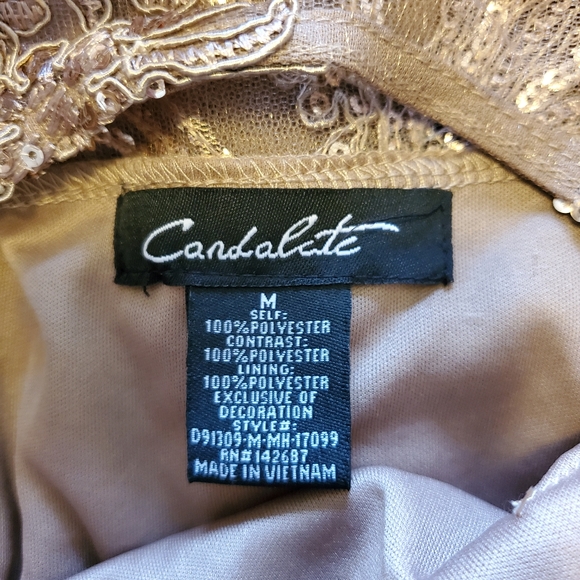 Candalite
M
SELF:
100%POLYESTER
CONTRAST:
100%POLYESTER
LINING:
100%POLYESTER
EXCLUSIVE OF
DECORATION
STYLE#:
D91309-M-MH-17099
RN# 142687
MADE IN VIETNAM